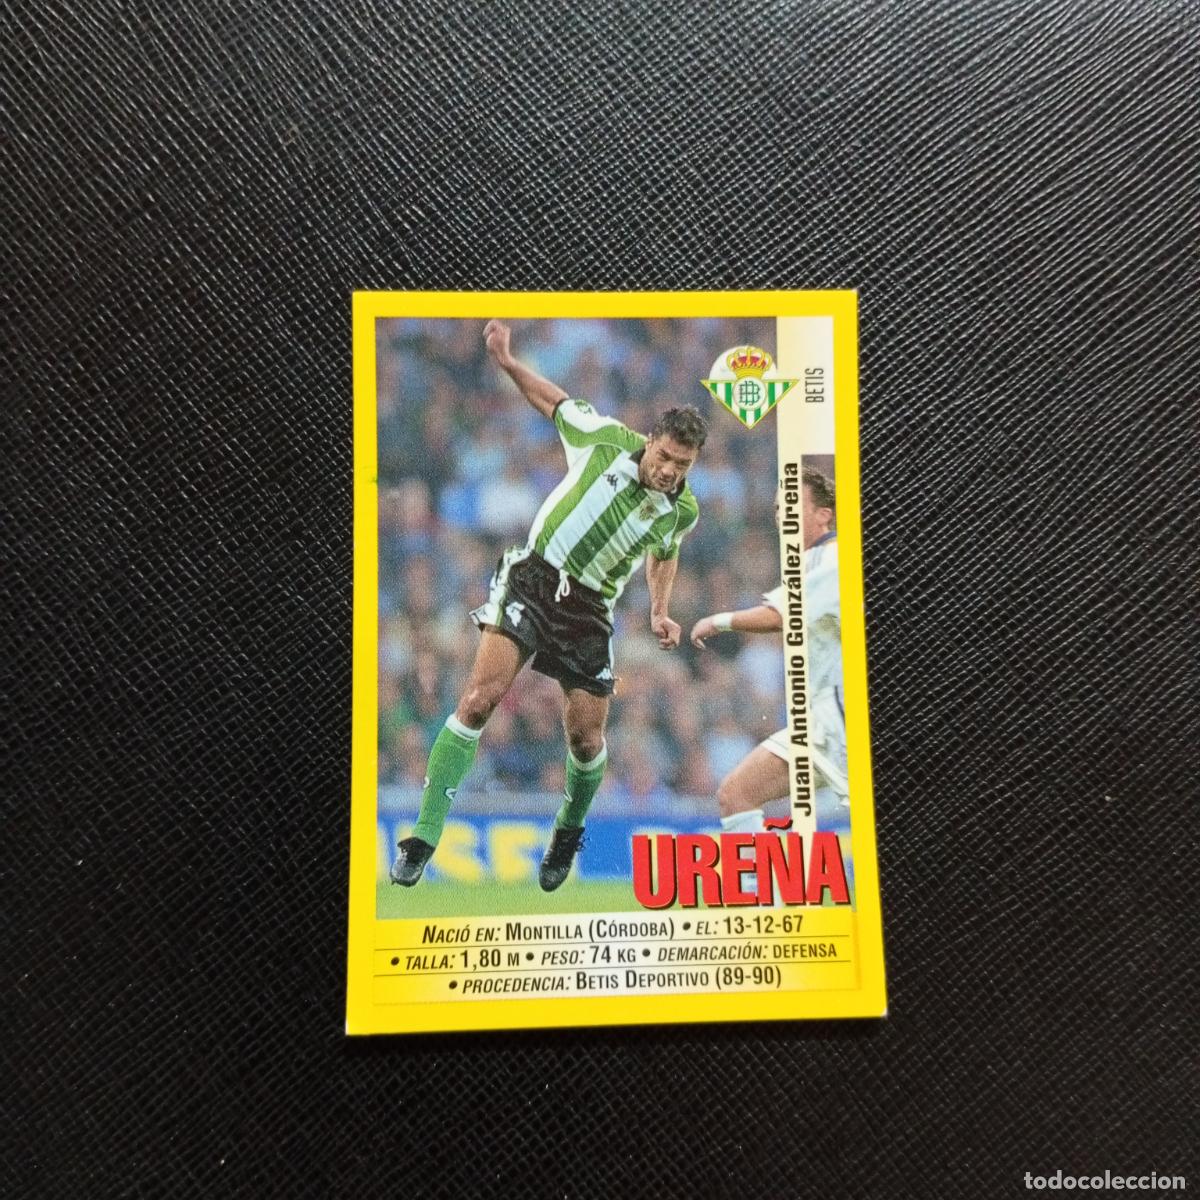 BETIS
Juan Antonio González Ureña
UREÑA
NACIÓ EN: MONTILLA (CÓRDOBA) • EL: 13-12-67
• TALLA: 1,80 M • PESO: 74 KG • DEMARCACIÓN: DEFENSA
• PROCEDENCIA: BETIS DEPORTIVO (89-90)
todocoleccion